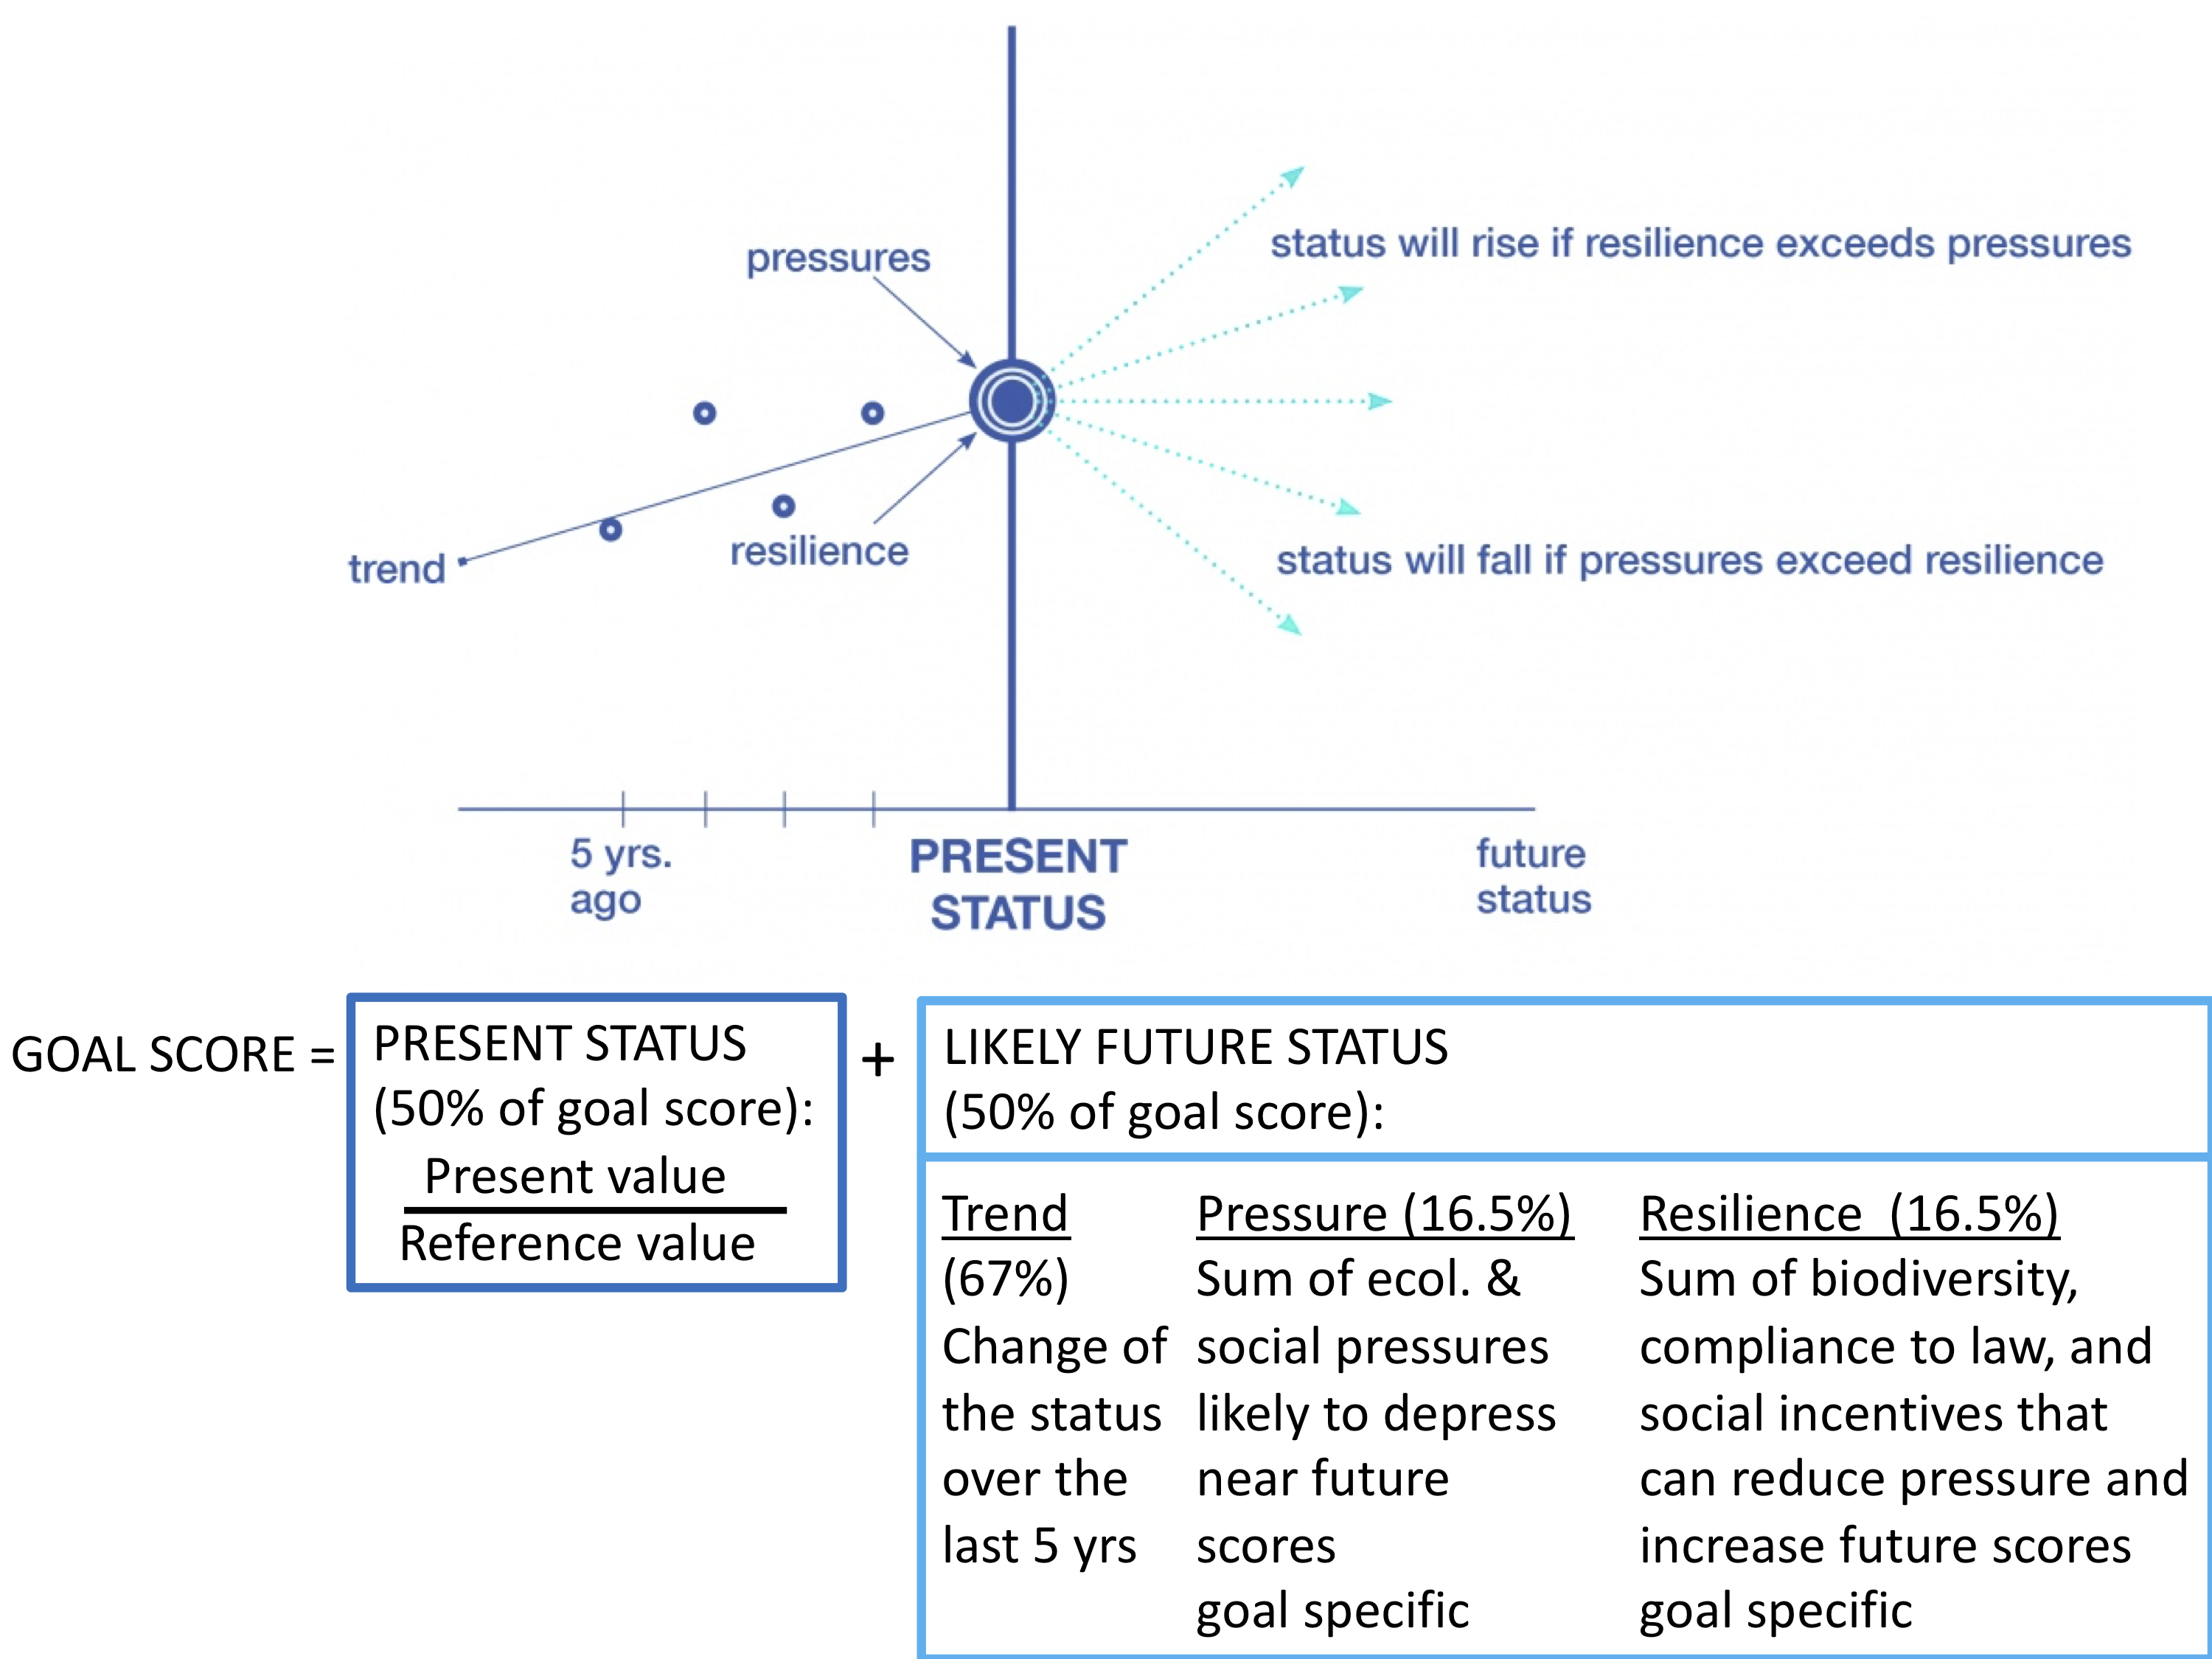 pressures
status will rise if resilience exceeds pressures
trend
resilience
status will fall if pressures exceed resilience
5 yrs.
ago
PRESENT
STATUS
future
status
GOAL SCORE =
PRESENT STATUS
(50% of goal score):
Present value
Reference value
+
LIKELY FUTURE STATUS
(50% of goal score):
Trend
(67%)
Change of
the status
over the
last 5 yrs
Pressure (16.5%)
Sum of ecol. &
social pressures
likely to depress
near future
scores
goal specific
Resilience (16.5%)
Sum of biodiversity,
compliance to law, and
social incentives that
can reduce pressure and
increase future scores
goal specific